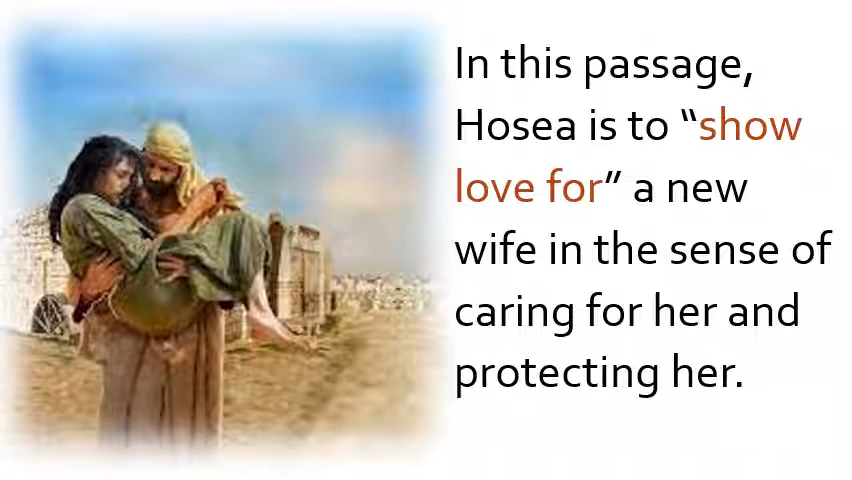 In this passage,
Hosea is to “show
love for” a new
wife in the sense of
caring for her and
protecting her.